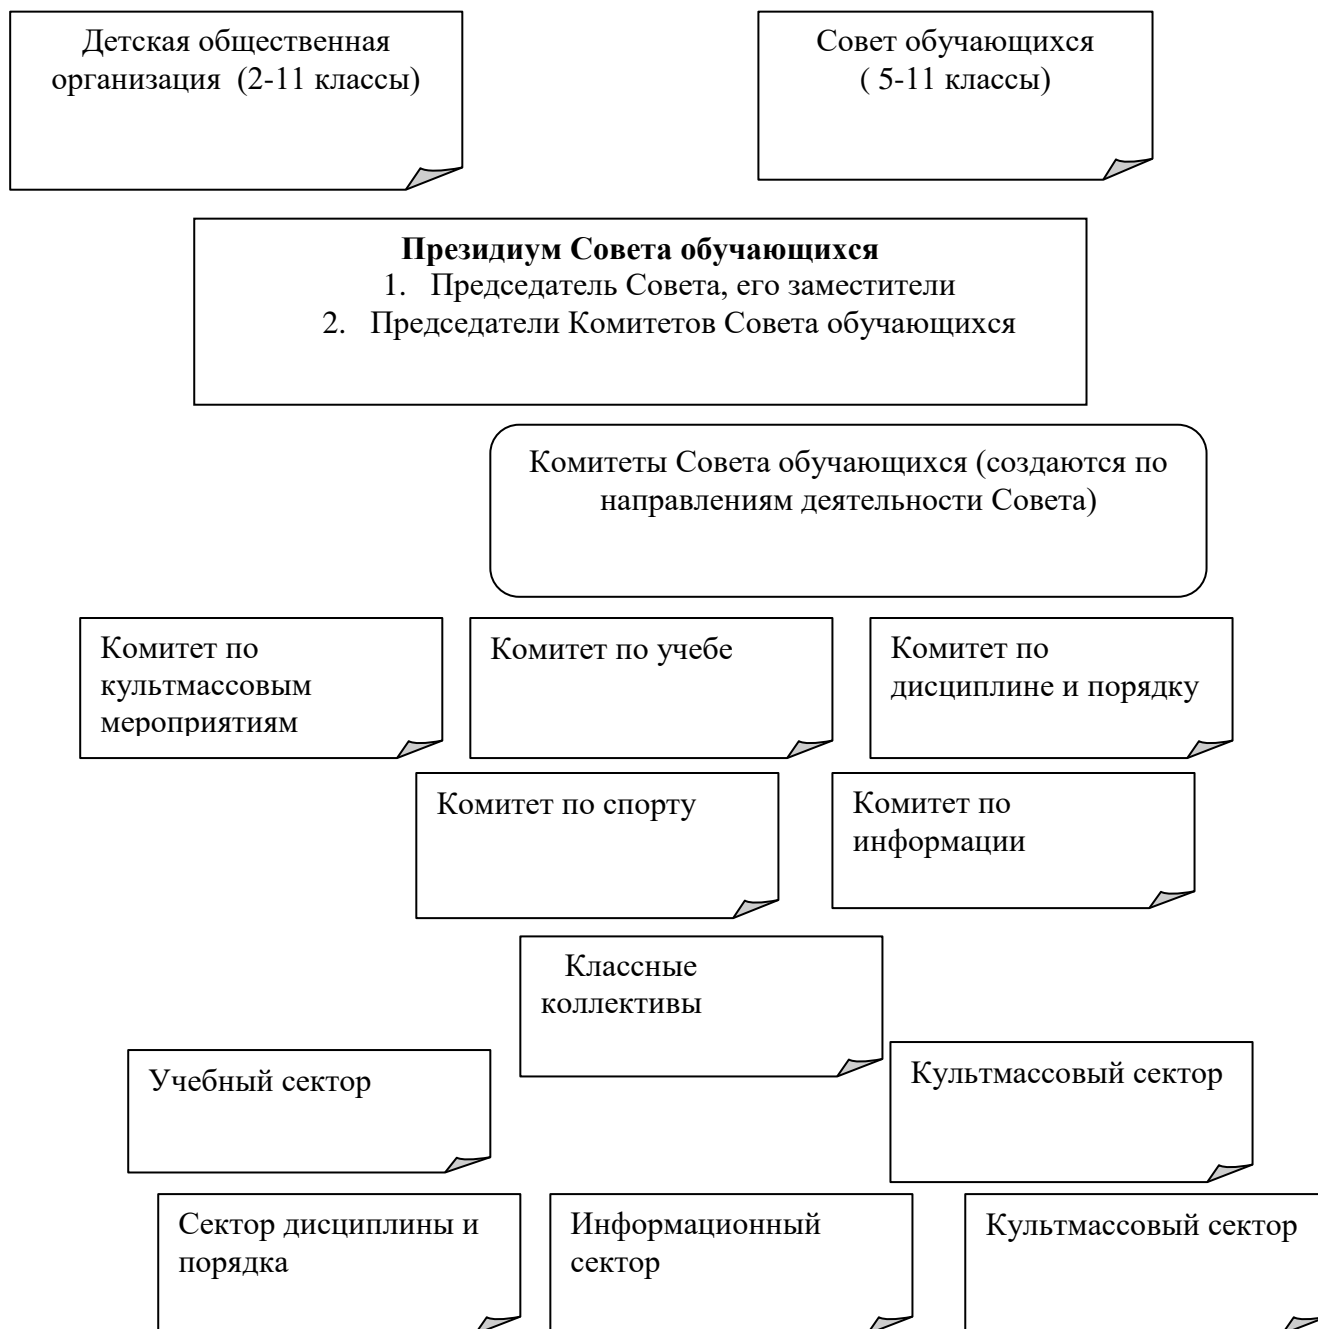 Детская общественная
организация (2-11 классы)
Совет обучающихся
( 5-11 классы)
Президиум Совета обучающихся
1. Председатель Совета, его заместители
2. Председатели Комитетов Совета обучающихся
Комитеты Совета обучающихся (создаются по
направлениям деятельности Совета)
Комитет по
культмассовым
мероприятиям
Комитет по учебе
Комитет по
дисциплине и порядку
Комитет по спорту
Комитет по
информации
Классные
коллективы
Учебный сектор
Культмассовый сектор
Сектор дисциплины и
порядка
Информационный
сектор
Культмассовый сектор